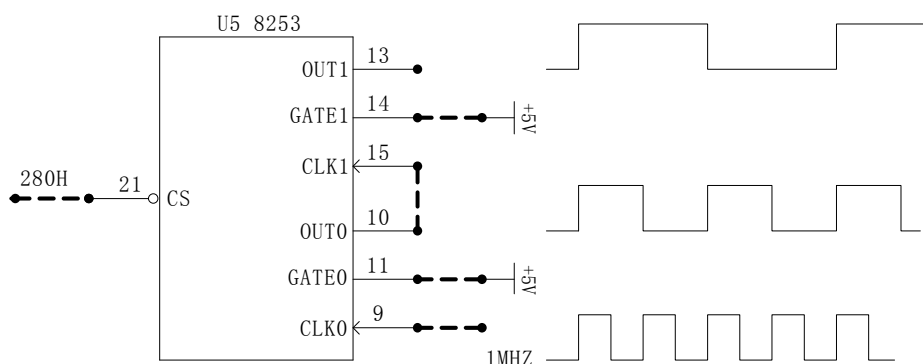 U5 8253
OUT1 13
GATE1 14 +5V
CLK1 15
280H 21 CS
OUT0 10
GATE0 11 +5V
CLK0 9
1MHZ